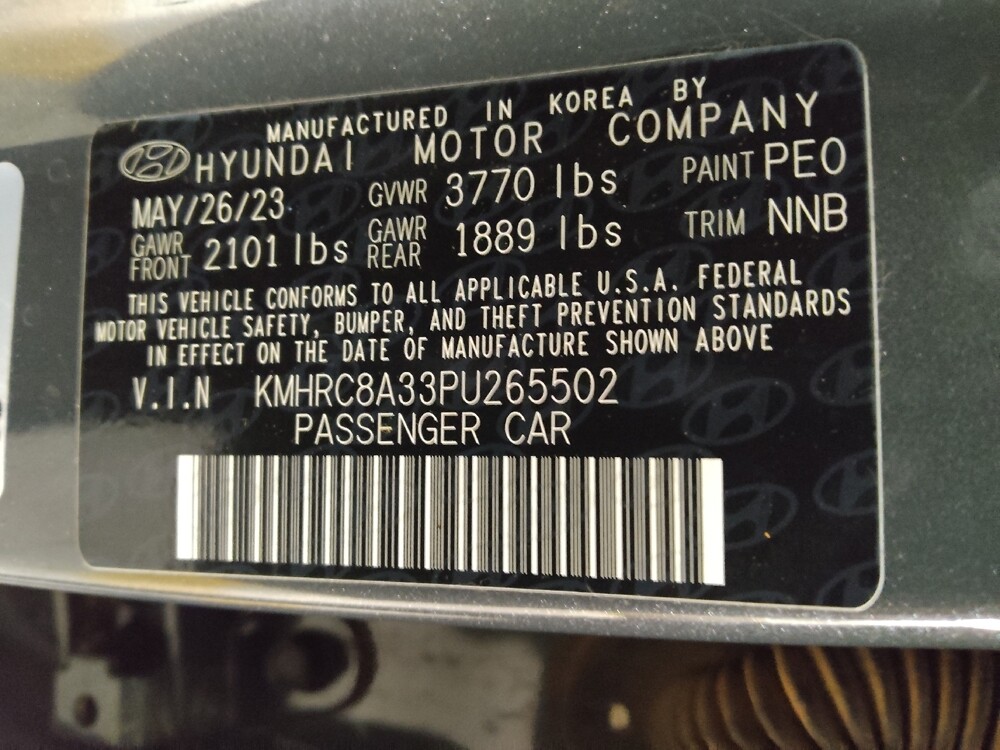 MANUFACTURED IN KOREA BY
HYUNDAI MOTOR COMPANY
MAY/26/23 GVWR 3770 lbs PAINT PE0
GAWR FRONT 2101 lbs GAWR REAR 1889 lbs TRIM NNB
THIS VEHICLE CONFORMS TO ALL APPLICABLE U.S.A. FEDERAL
MOTOR VEHICLE SAFETY, BUMPER, AND THEFT PREVENTION STANDARDS
IN EFFECT ON THE DATE OF MANUFACTURE SHOWN ABOVE
V.I.N KMHRC8A33PU265502
PASSENGER CAR